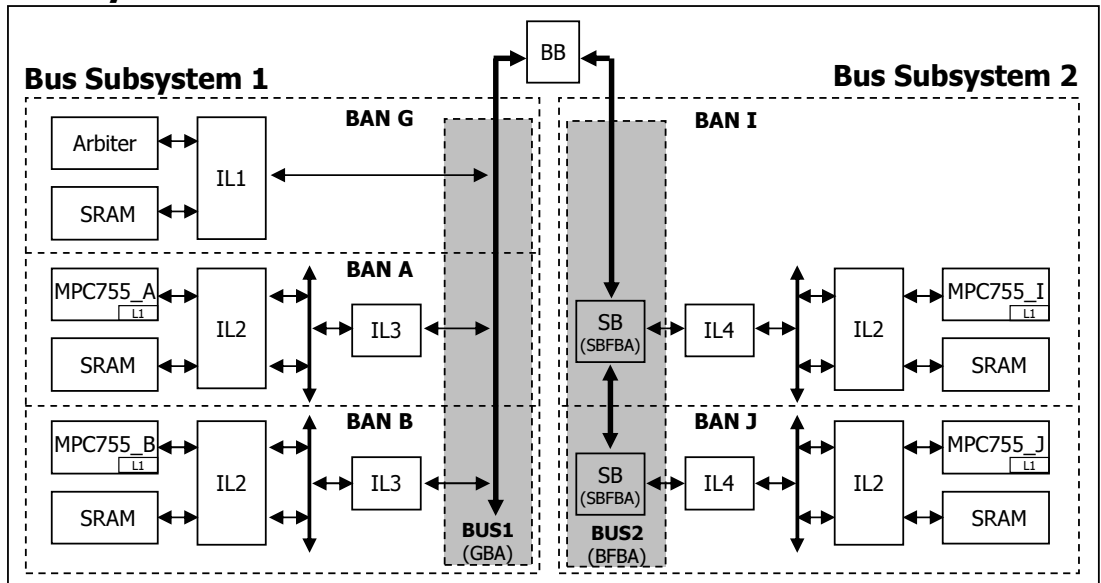 BB
Bus Subsystem 1
Bus Subsystem 2
BAN G
Arbiter
IL1
SRAM
BAN A
MPC755_A
L1
IL2
IL3
SRAM
BAN B
MPC755_B
L1
IL2
IL3
SRAM
BUS1
(GBA)
BAN I
SB
(SBFBA)
IL4
IL2
MPC755_I
L1
SRAM
BAN J
SB
(SBFBA)
IL4
IL2
MPC755_J
L1
SRAM
BUS2
(BFBA)